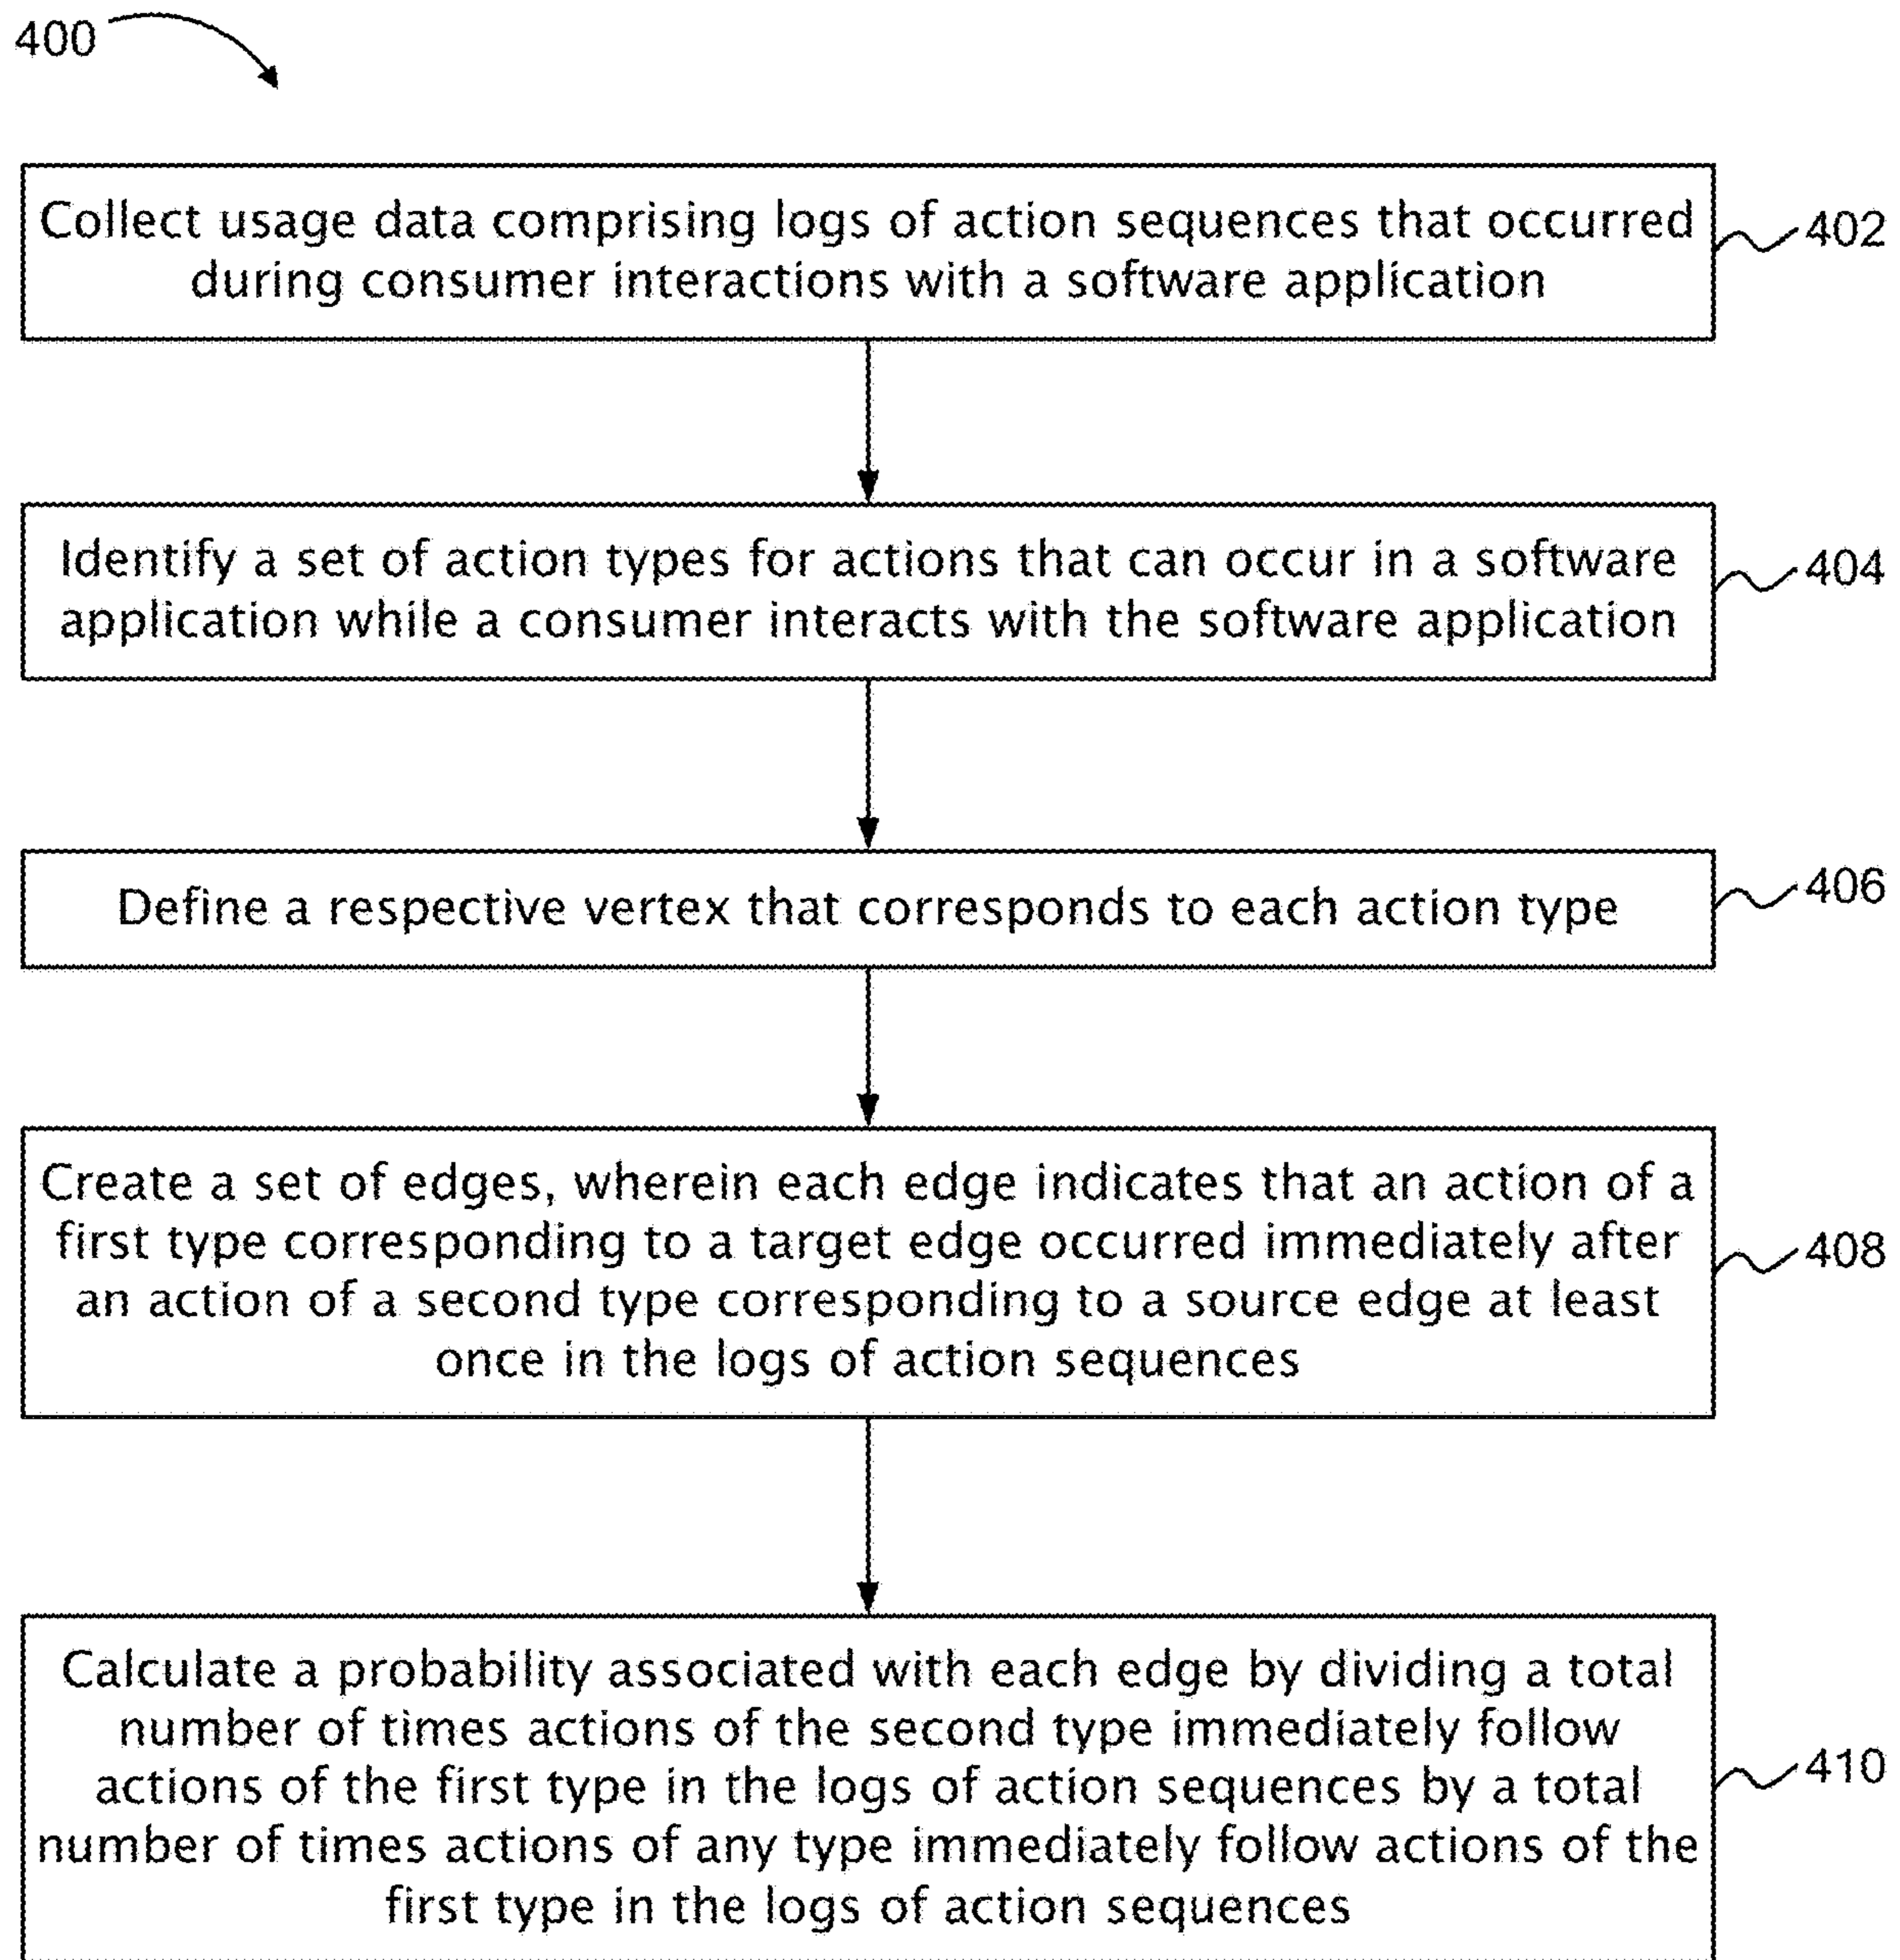 400
Collect usage data comprising logs of action sequences that occurred
during consumer interactions with a software application
402
Identify a set of action types for actions that can occur in a software
application while a consumer interacts with the software application
404
Define a respective vertex that corresponds to each action type
406
Create a set of edges, wherein each edge indicates that an action of a
first type corresponding to a target edge occurred immediately after
an action of a second type corresponding to a source edge at least
once in the logs of action sequences
408
Calculate a probability associated with each edge by dividing a total
number of times actions of the second type immediately follow
actions of the first type in the logs of action sequences by a total
number of times actions of any type immediately follow actions of the
first type in the logs of action sequences
410